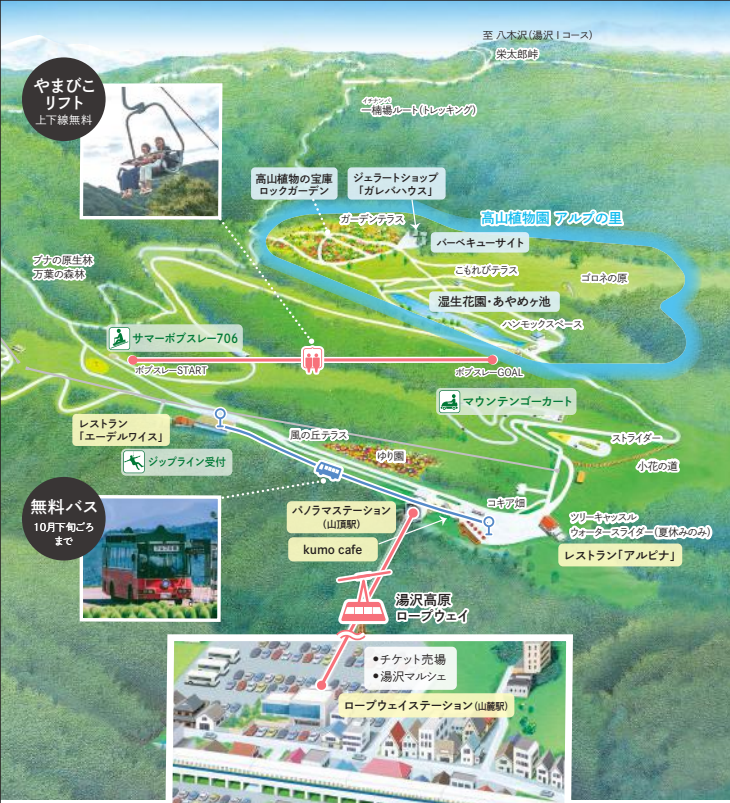 至 八木沢（湯沢1コース）
栄太郎峠
やまびこ
リフト
上下線無料
イチナンバ
一楠場ルート（トレッキング）
高山植物の宝庫
ロックガーデン
ジェラートショップ
「ガレバハウス」
ガーデンテラス
高山植物園 アルプの里
バーベキューサイト
ブナの原生林
万葉の森林
こもれびテラス
ゴロネの原
湿生花園・あやめヶ池
ハンモックスペース
サマーボブスレー706
ボブスレーSTART
ボブスレーGOAL
マウンテンゴーカート
レストラン
「エーデルワイス」
風の丘テラス
ストライダー
ジップライン受付
ゆり園
小花の道
無料バス
10月下旬ごろ
まで
パノラマステーション
（山頂駅）
コキア畑
ツリーキャッスル
ウォータースライダー（夏休みのみ）
kumo cafe
レストラン「アルピナ」
湯沢高原
ロープウェイ
●チケット売場
●湯沢マルシェ
ロープウェイステーション（山麓駅）